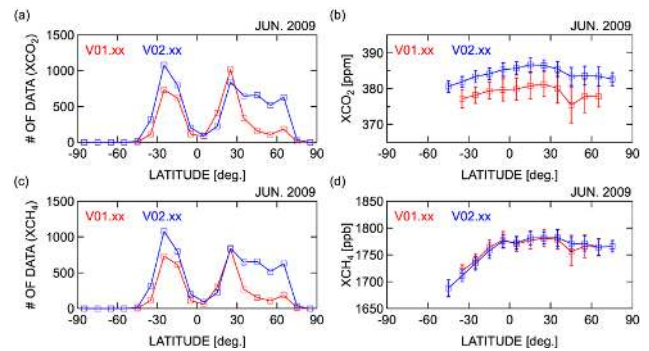 (a)
JUN. 2009
V01.xx V02.xx
# OF DATA (XCO2)
1500
1000
500
0
-90 -60 -30 0 30 60 90
LATITUDE [deg.]
(b)
JUN. 2009
V01.xx V02.xx
XCO2 [ppm]
390
380
370
-90 -60 -30 0 30 60 90
LATITUDE [deg.]
(c)
JUN. 2009
V01.xx V02.xx
# OF DATA (XCH4)
1500
1000
500
0
-90 -60 -30 0 30 60 90
LATITUDE [deg.]
(d)
JUN. 2009
V01.xx V02.xx
XCH4 [ppb]
1850
1800
1750
1700
1650
-90 -60 -30 0 30 60 90
LATITUDE [deg.]